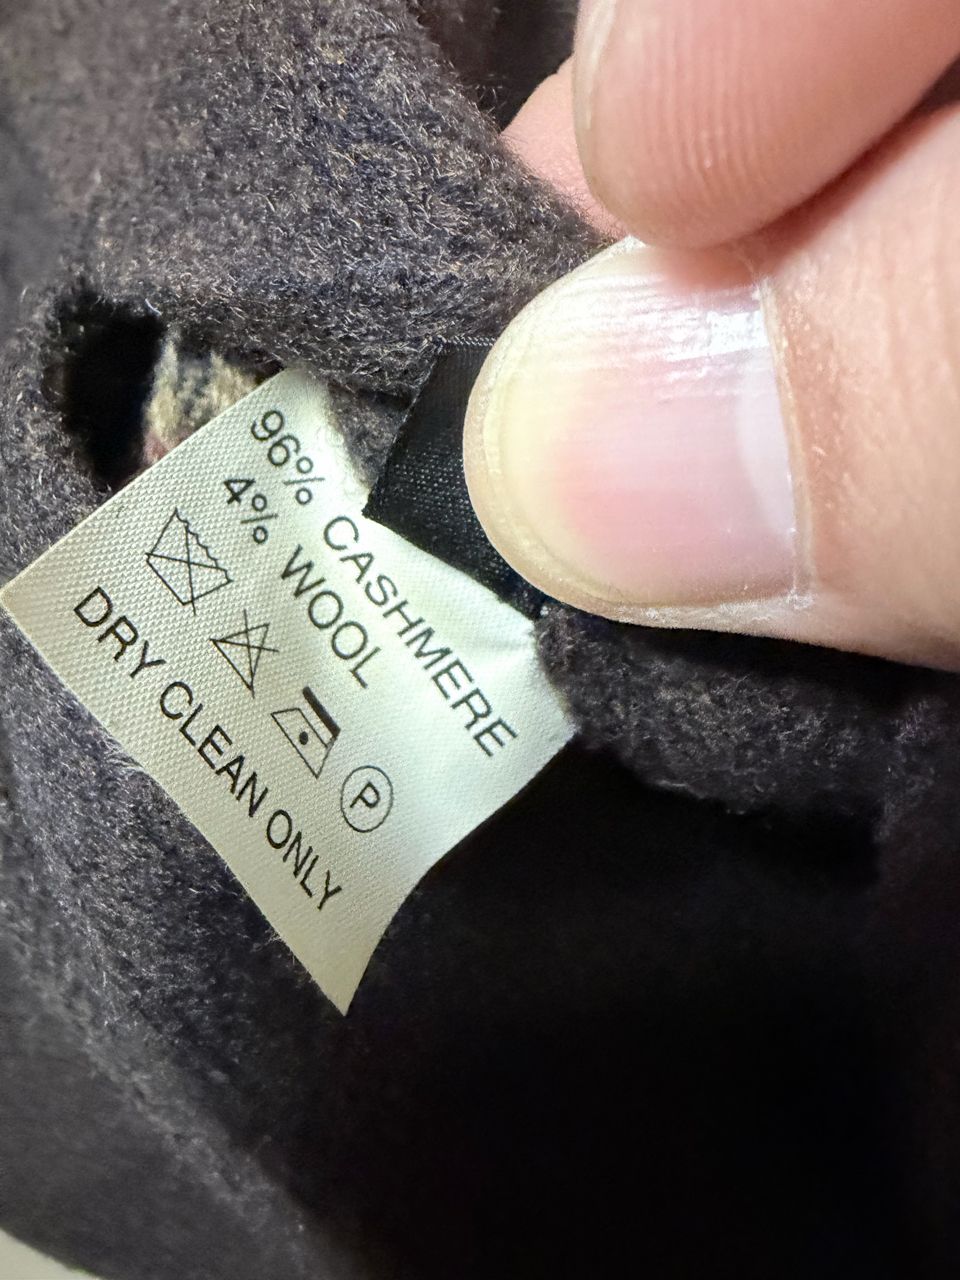 96% CASHMERE
4% WOOL
P
DRY CLEAN ONLY